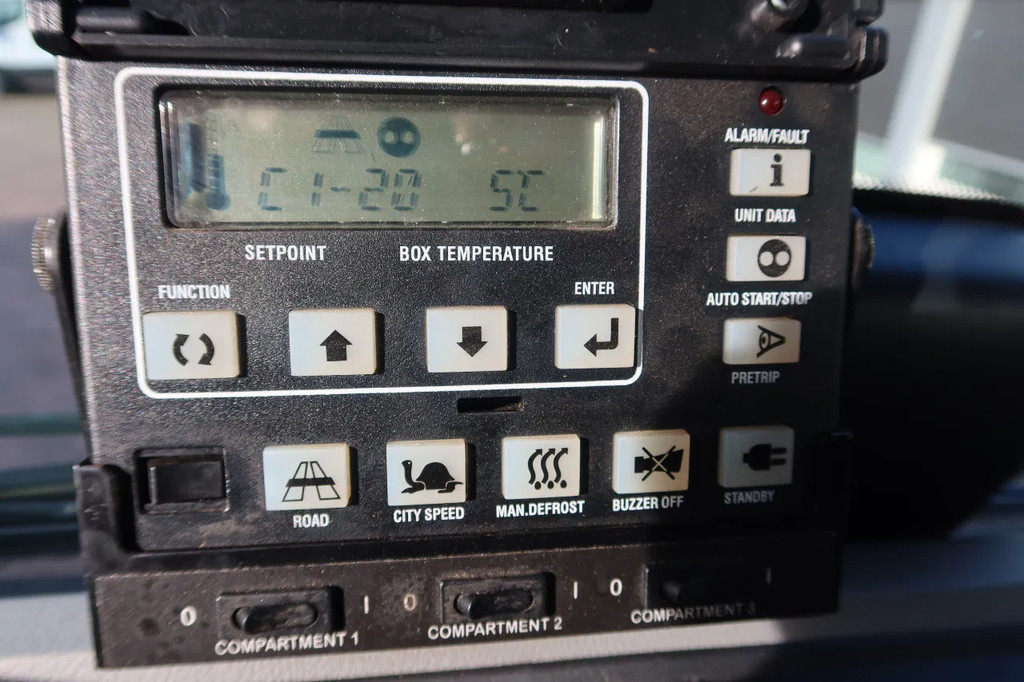 C1-20 SC
SETPOINT BOX TEMPERATURE
FUNCTION ENTER
ALARM/FAULT
i
UNIT DATA
AUTO START/STOP
PRETRIP
ROAD CITY SPEED MAN.DEFROST BUZZER OFF STANDBY
0 I 0 I 0 I
COMPARTMENT 1 COMPARTMENT 2 COMPARTMENT 3